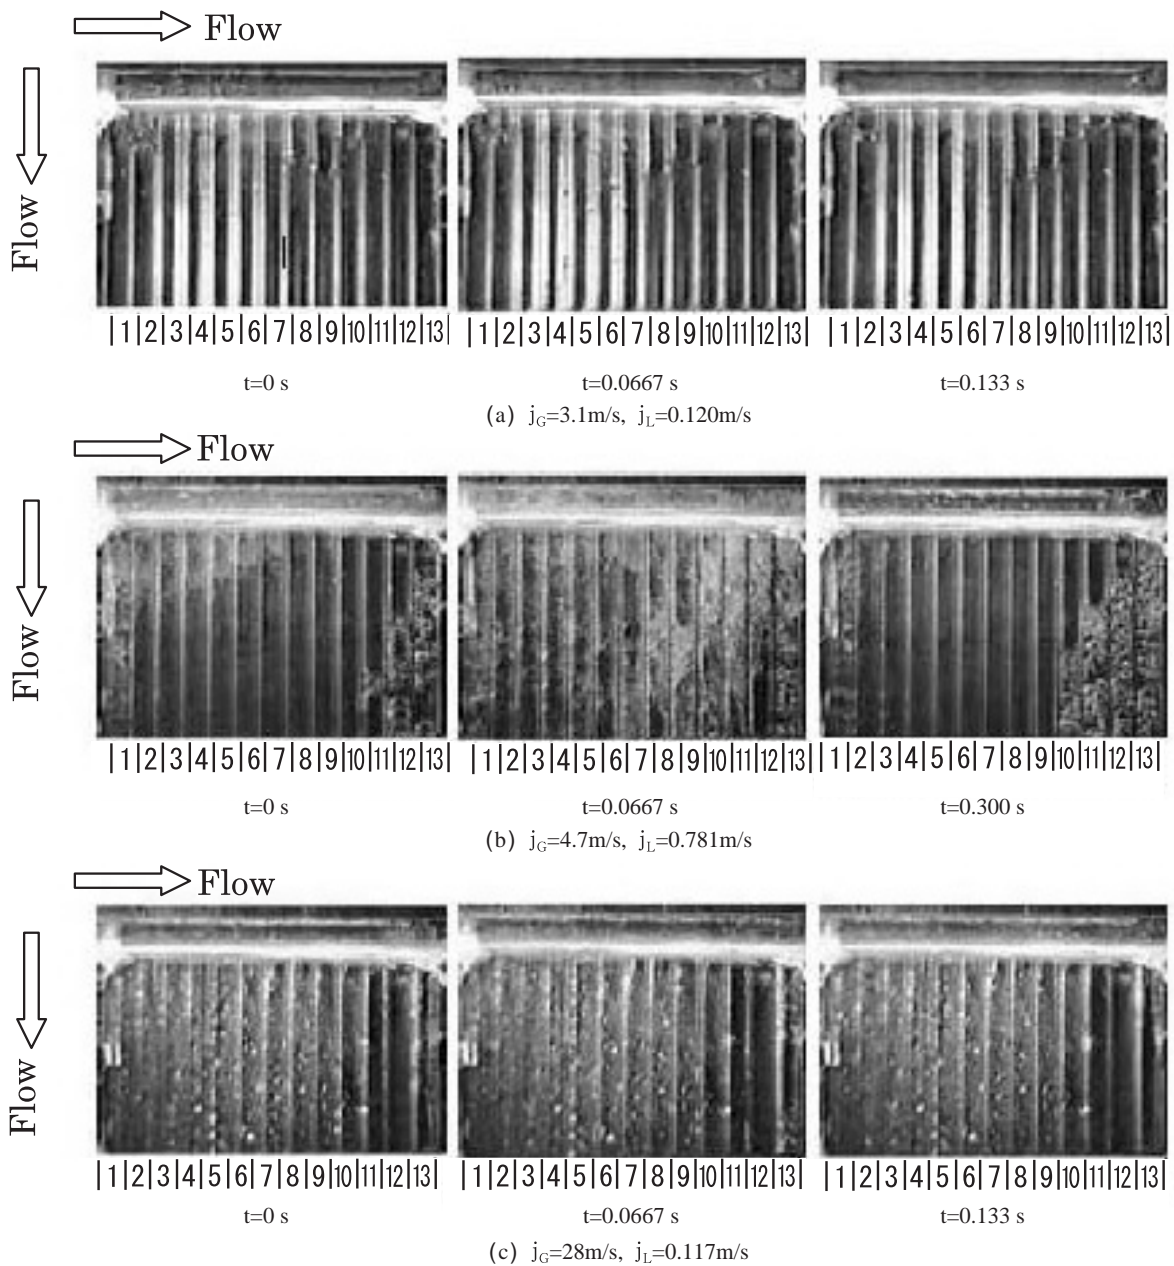 Flow
Flow
|1|2|3|4|5|6|7|8|9|10|11|12|13| |1|2|3|4|5|6|7|8|9|10|11|12|13| |1|2|3|4|5|6|7|8|9|10|11|12|13|
t=0 s t=0.0667 s t=0.133 s
(a) jG=3.1m/s, jL=0.120m/s
Flow
Flow
|1|2|3|4|5|6|7|8|9|10|11|12|13| |1|2|3|4|5|6|7|8|9|10|11|12|13| |1|2|3|4|5|6|7|8|9|10|11|12|13|
t=0 s t=0.0667 s t=0.300 s
(b) jG=4.7m/s, jL=0.781m/s
Flow
Flow
|1|2|3|4|5|6|7|8|9|10|11|12|13| |1|2|3|4|5|6|7|8|9|10|11|12|13| |1|2|3|4|5|6|7|8|9|10|11|12|13|
t=0 s t=0.0667 s t=0.133 s
(c) jG=28m/s, jL=0.117m/s